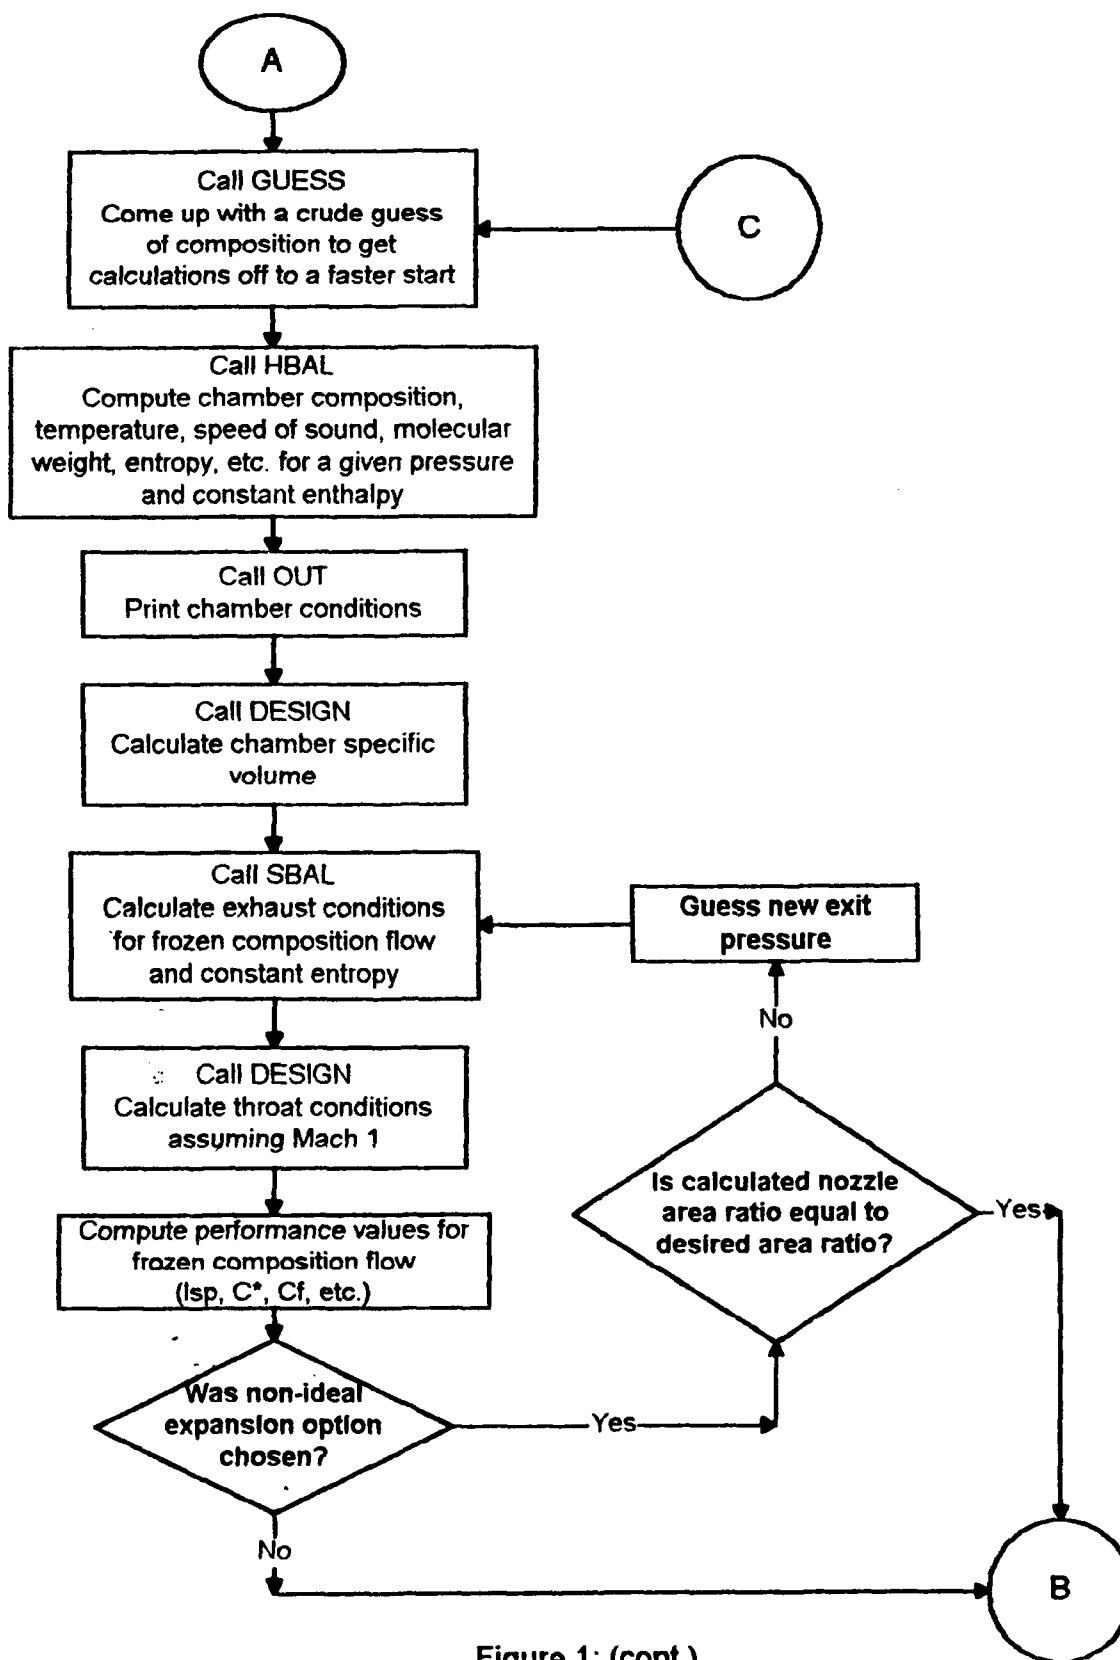 A
Call GUESS
Come up with a crude guess
of composition to get
calculations off to a faster start
C
Call HBAL
Compute chamber composition,
temperature, speed of sound, molecular
weight, entropy, etc. for a given pressure
and constant enthalpy
Call OUT
Print chamber conditions
Call DESIGN
Calculate chamber specific
volume
Call SBAL
Calculate exhaust conditions
for frozen composition flow
and constant entropy
Guess new exit
pressure
No
Call DESIGN
Calculate throat conditions
assuming Mach 1
Is calculated nozzle
area ratio equal to
desired area ratio?
Yes
Compute performance values for
frozen composition flow
(Isp, C*, Cf, etc.)
Was non-ideal
expansion option
chosen?
Yes
No
B
Figure 1: (cont.)